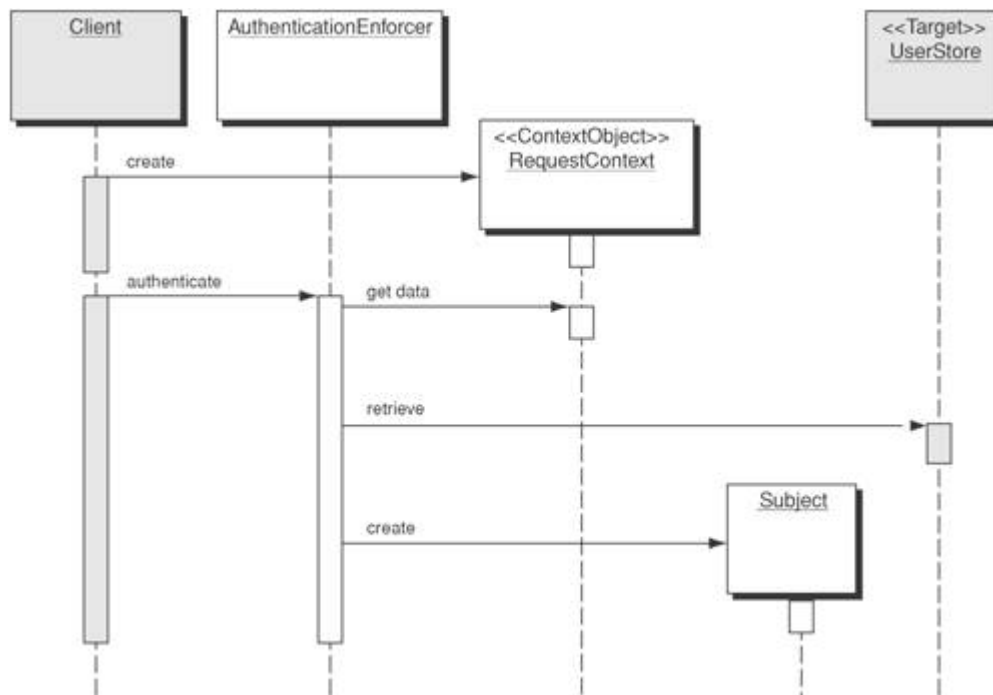 Client
AuthenticationEnforcer
<<Target>>
UserStore
<<ContextObject>>
RequestContext
create
authenticate
get data
retrieve
Subject
create